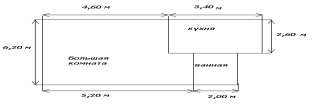 4,60 м
3,40 м
кухня
2,60 м
6,20 м
большая
комната
ванная
5,20 м
2,00 м